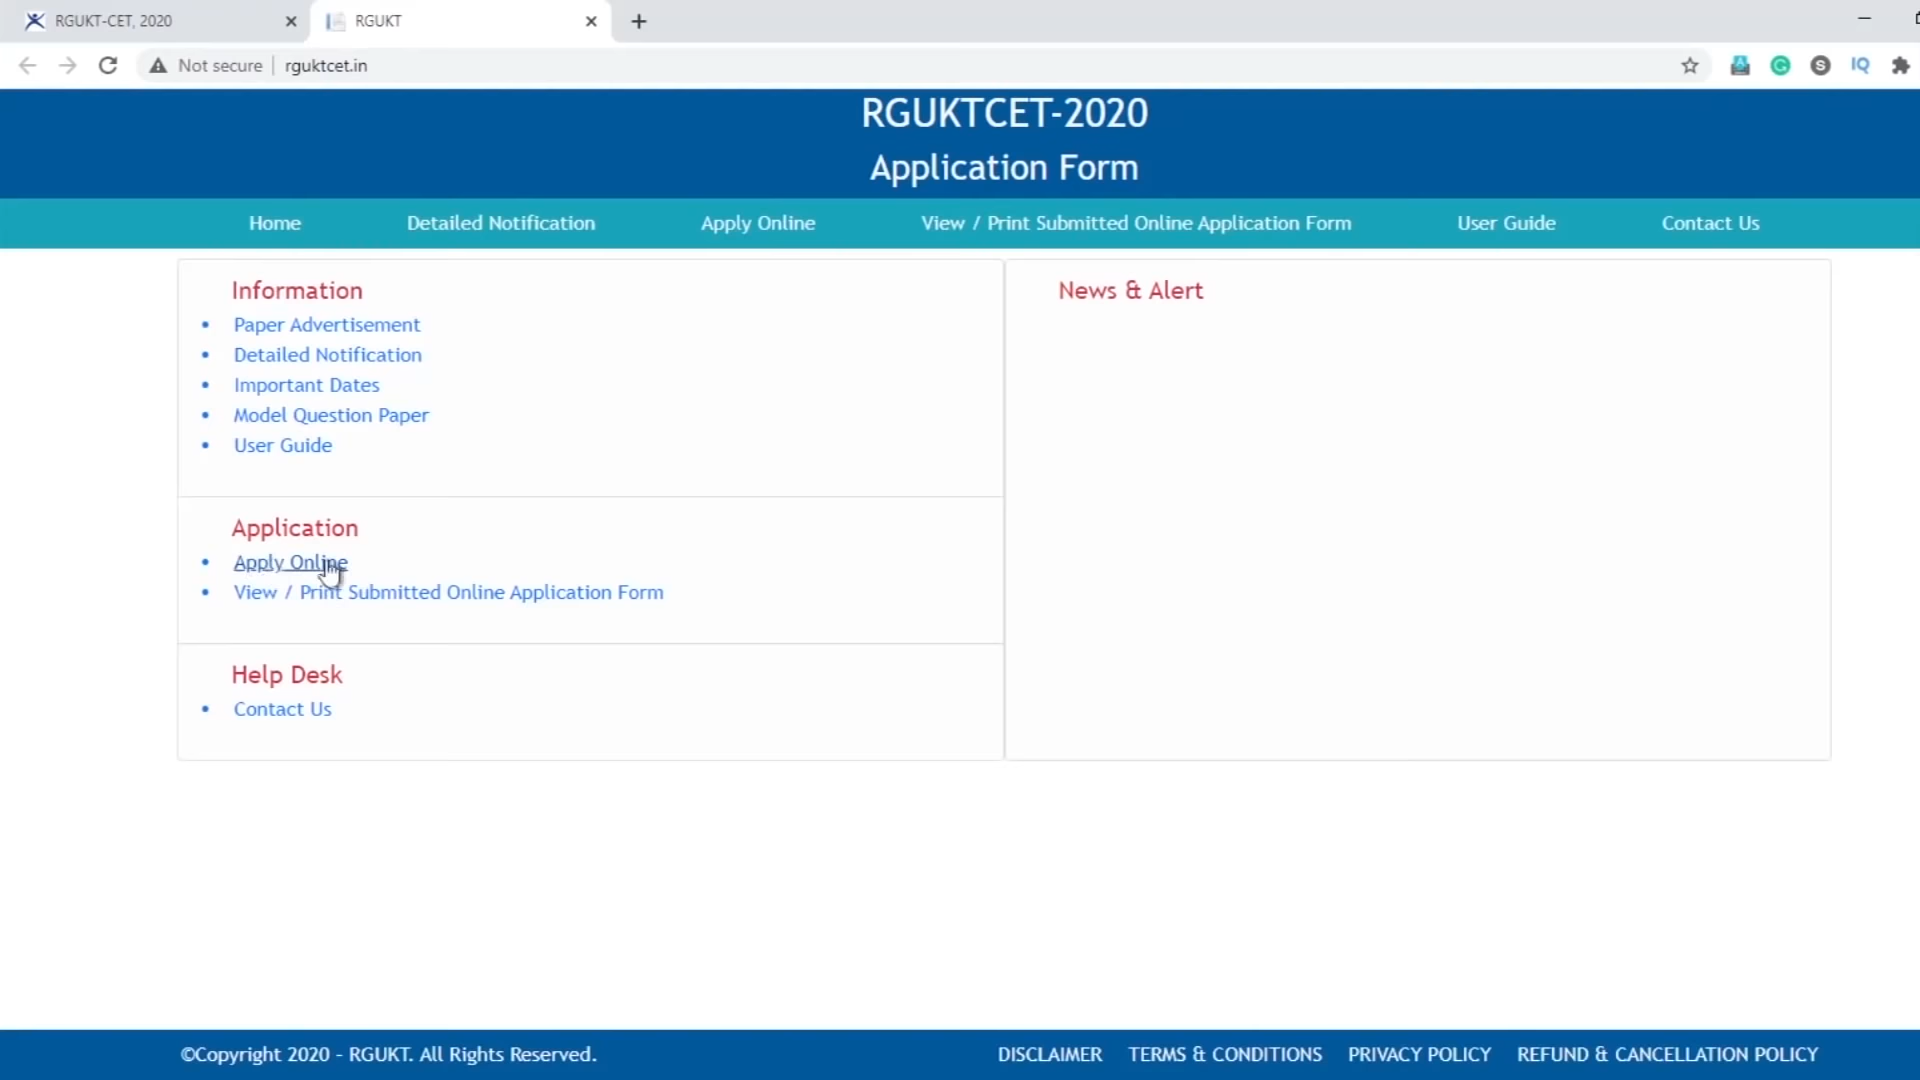 RGUKT-CET, 2020
RGUKT
Not secure
rguktcet.in
IQ
RGUKTCET-2020
Application Form
Home
Detailed Notification
Apply Online
View / Print Submitted Online Application Form
User Guide
Contact Us
Information
• Paper Advertisement
• Detailed Notification
• Important Dates
• Model Question Paper
• User Guide
News & Alert
Application
• Apply Online
• View / Print Submitted Online Application Form
Help Desk
• Contact Us
©Copyright 2020 - RGUKT. All Rights Reserved.
DISCLAIMER
TERMS & CONDITIONS
PRIVACY POLICY
REFUND & CANCELLATION POLICY